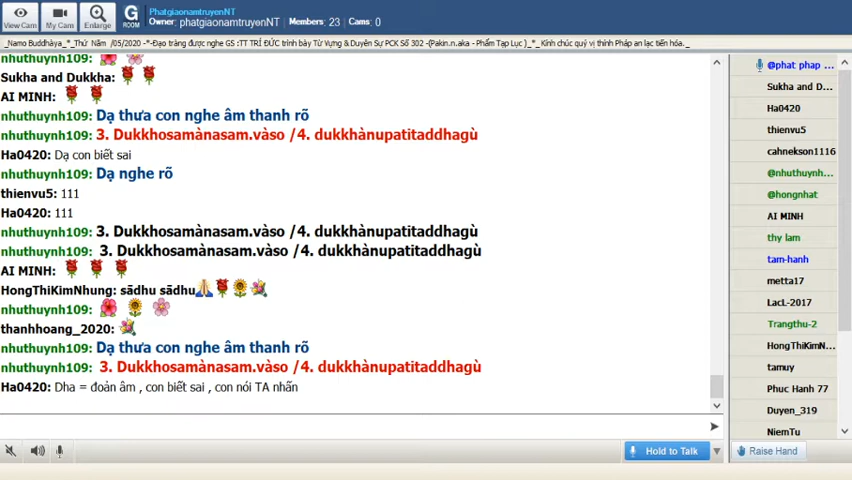 View Cam
My Cam
Enlarge
G
ROOM
PhatgiaonamtruyenNT
Owner: phatgiaonamtruyenNT Members: 23 Cams: 0
_Namo Buddhàya_*_Thứ Năm /05/2020 -*-Đạo tràng được nghe GS :TT TRÍ ĐỨC trình bày Từ Vựng & Duyên Sự PCK Số 302 -(Pakin.n.aka - Phẩm Tạp Lục )_*_ Kính chúc quý vị thính Pháp an lạc tiến hóa._
nhuthuynh109:
Sukha and Dukkha:
AI MINH:
nhuthuynh109: Dạ thưa con nghe âm thanh rõ
nhuthuynh109: 3. Dukkhosamànasam.vàso /4. dukkhànupatitaddhagù
Ha0420: Dạ con biết sai
nhuthuynh109: Dạ nghe rõ
thienvu5: 111
Ha0420: 111
nhuthuynh109: 3. Dukkhosamànasam.vàso /4. dukkhànupatitaddhagù
nhuthuynh109: 3. Dukkhosamànasam.vàso /4. dukkhànupatitaddhagù
AI MINH:
HongThiKimNhung: sādhu sādhu
nhuthuynh109:
thanhhoang_2020:
nhuthuynh109: Dạ thưa con nghe âm thanh rõ
nhuthuynh109: 3. Dukkhosamànasam.vàso /4. dukkhànupatitaddhagù
Ha0420: Dha = đoản âm , con biết sai , con nói TA nhấn
@phat phap ...
Sukha and D...
Ha0420
thienvu5
cahnekson1116
@nhuthuynh...
@hongnhat
AI MINH
thy lam
tam-hanh
metta17
LacL-2017
Trangthu-2
HongThiKimN...
tamuy
Phuc Hanh 77
Duyen_319
NiemTu
Hold to Talk
Raise Hand